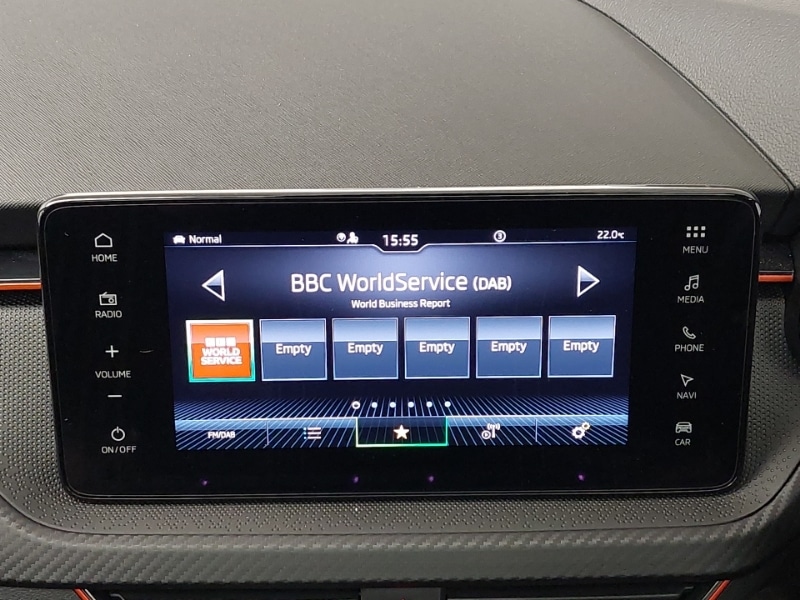 Normal
15:55
22.0°C
HOME
RADIO
VOLUME
ON/OFF
BBC WorldService (DAB)
World Business Report
WORLD
SERVICE
Empty
Empty
Empty
Empty
Empty
FM/DAB
MENU
MEDIA
PHONE
NAVI
CAR